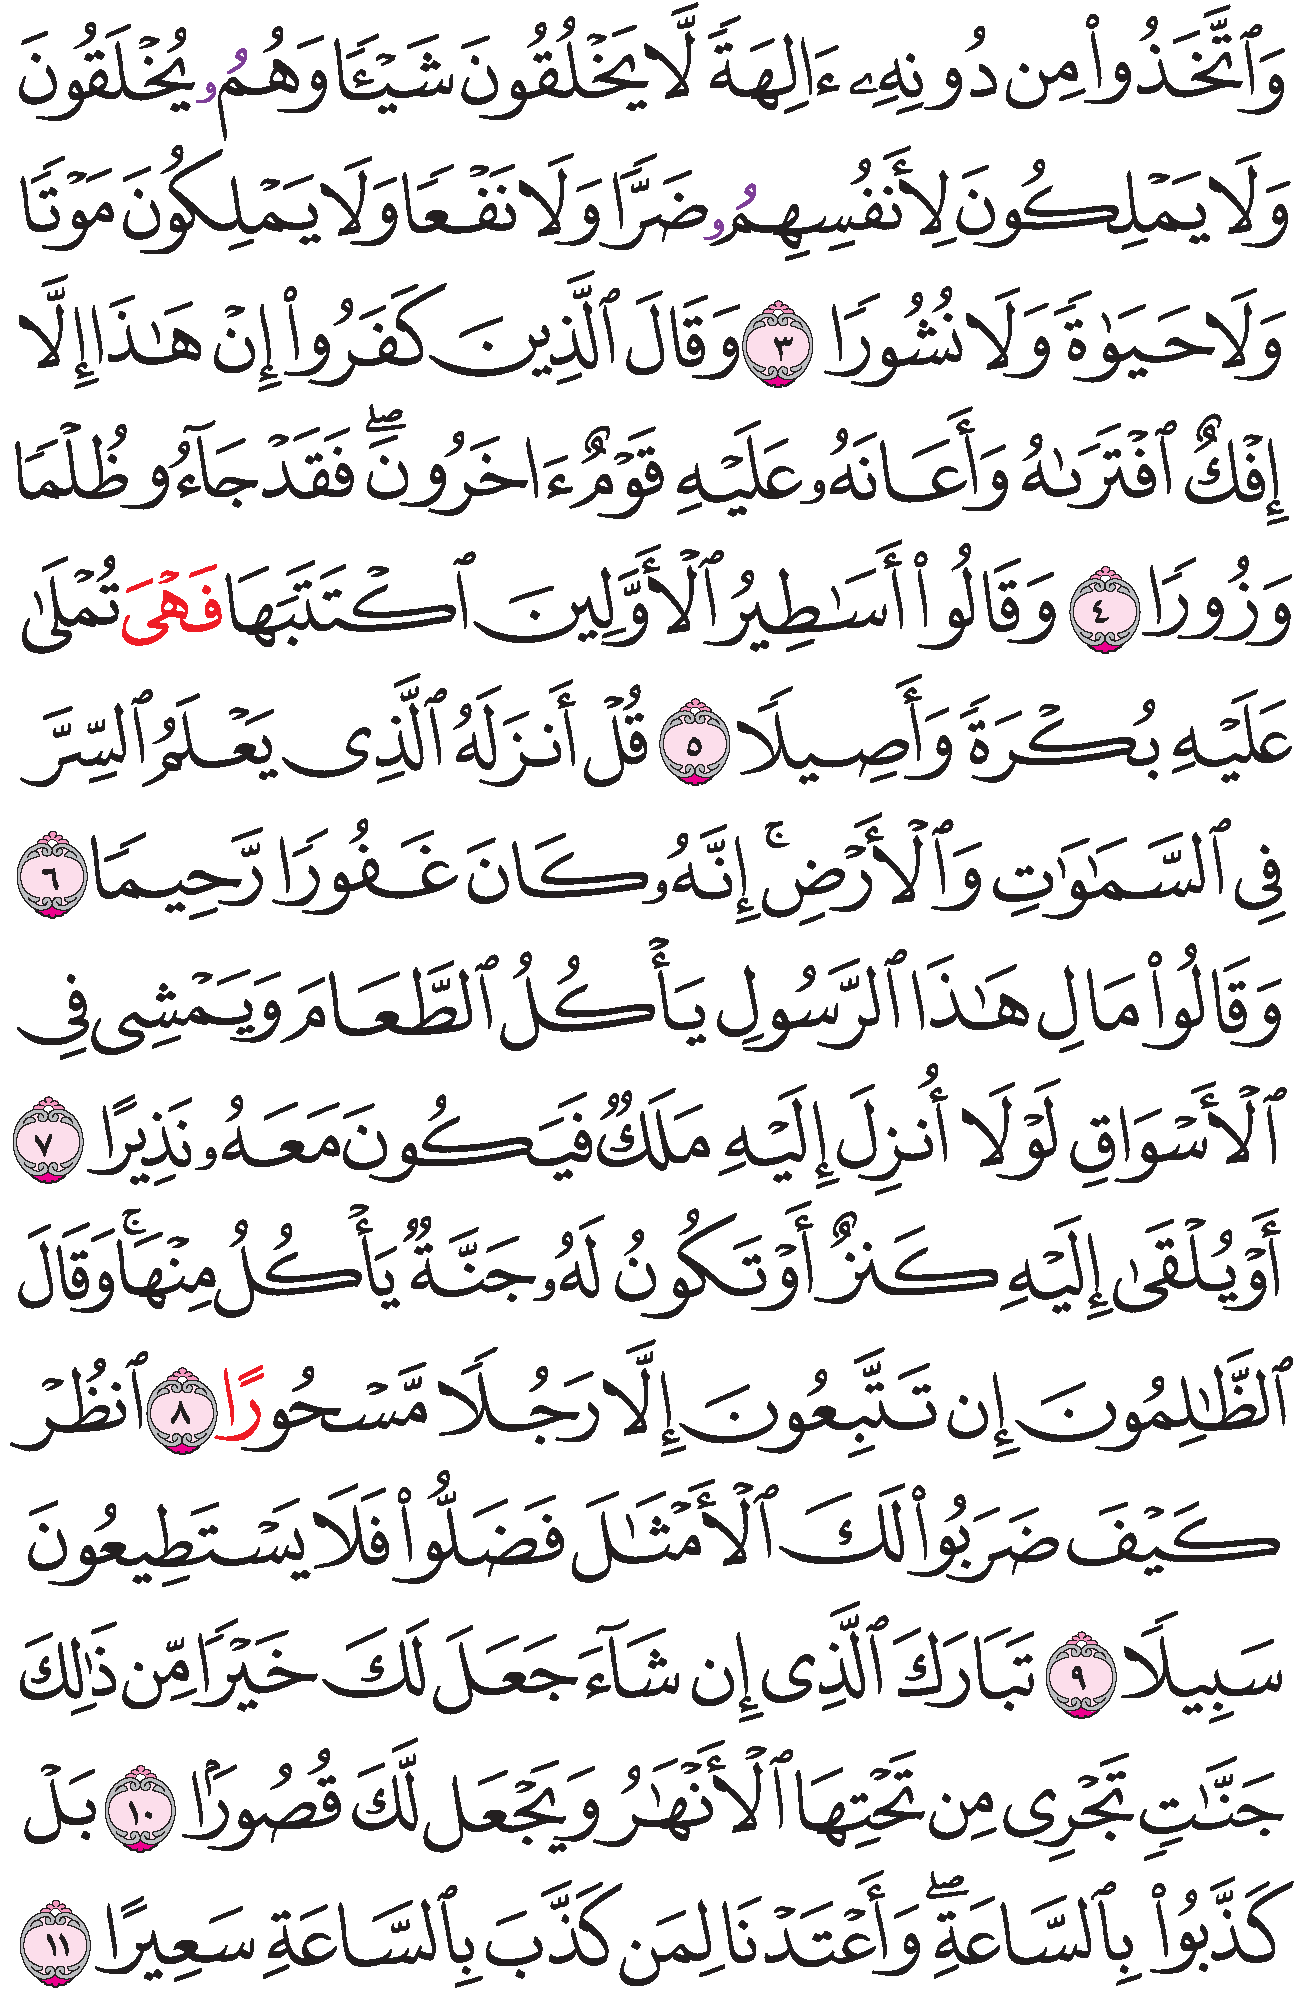 وَٱتَّخَذُوا۟ مِن دُونِهِۦٓ ءَالِهَةً لَّا يَخْلُقُونَ شَيْـًٔا وَهُمُۥ يُخْلَقُونَ
وَلَا يَمْلِكُونَ لِأَنفُسِهِمُۥ ضَرًّا وَلَا نَفْعًا وَلَا يَمْلِكُونَ مَوْتًا
وَلَا حَيَوٰةً وَلَا نُشُورًا ٣ وَقَالَ ٱلَّذِينَ كَفَرُوا۟ إِنْ هَـٰذَا إِلَّا
إِفْكٌ ٱفْتَرَىٰهُ وَأَعَانَهُۥ عَلَيْهِ قَوْمٌ ءَاخَرُونَ ۖ فَقَدْ جَآءُو ظُلْمًا
وَزُورًا ٤ وَقَالُوا۟ أَسَـٰطِيرُ ٱلْأَوَّلِينَ ٱكْتَتَبَهَا فَهْىَ تُمْلَىٰ
عَلَيْهِ بُكْرَةً وَأَصِيلًا ٥ قُلْ أَنزَلَهُ ٱلَّذِى يَعْلَمُ ٱلسِّرَّ
فِى ٱلسَّمَـٰوَٰتِ وَٱلْأَرْضِ ۚ إِنَّهُۥ كَانَ غَفُورًا رَّحِيمًا ٦
وَقَالُوا۟ مَالِ هَـٰذَا ٱلرَّسُولِ يَأْكُلُ ٱلطَّعَامَ وَيَمْشِى فِى
ٱلْأَسْوَاقِ لَوْلَا أُنزِلَ إِلَيْهِ مَلَكٌ فَيَكُونَ مَعَهُۥ نَذِيرًا ٧
أَوْ يُلْقَىٰ إِلَيْهِ كَنزٌ أَوْ تَكُونُ لَهُۥ جَنَّةٌ يَأْكُلُ مِنْهَا ۚ وَقَالَ
ٱلظَّـٰلِمُونَ إِن تَتَّبِعُونَ إِلَّا رَجُلًا مَّسْحُورًا ٨ ٱنظُرْ
كَيْفَ ضَرَبُوا۟ لَكَ ٱلْأَمْثَـٰلَ فَضَلُّوا۟ فَلَا يَسْتَطِيعُونَ
سَبِيلًا ٩ تَبَارَكَ ٱلَّذِى إِن شَآءَ جَعَلَ لَكَ خَيْرًا مِّن ذَٰلِكَ
جَنَّـٰتٍ تَجْرِى مِن تَحْتِهَا ٱلْأَنْهَـٰرُ وَيَجْعَل لَّكَ قُصُورًۢا ١٠ بَلْ
كَذَّبُوا۟ بِٱلسَّاعَةِ ۖ وَأَعْتَدْنَا لِمَن كَذَّبَ بِٱلسَّاعَةِ سَعِيرًا ١١